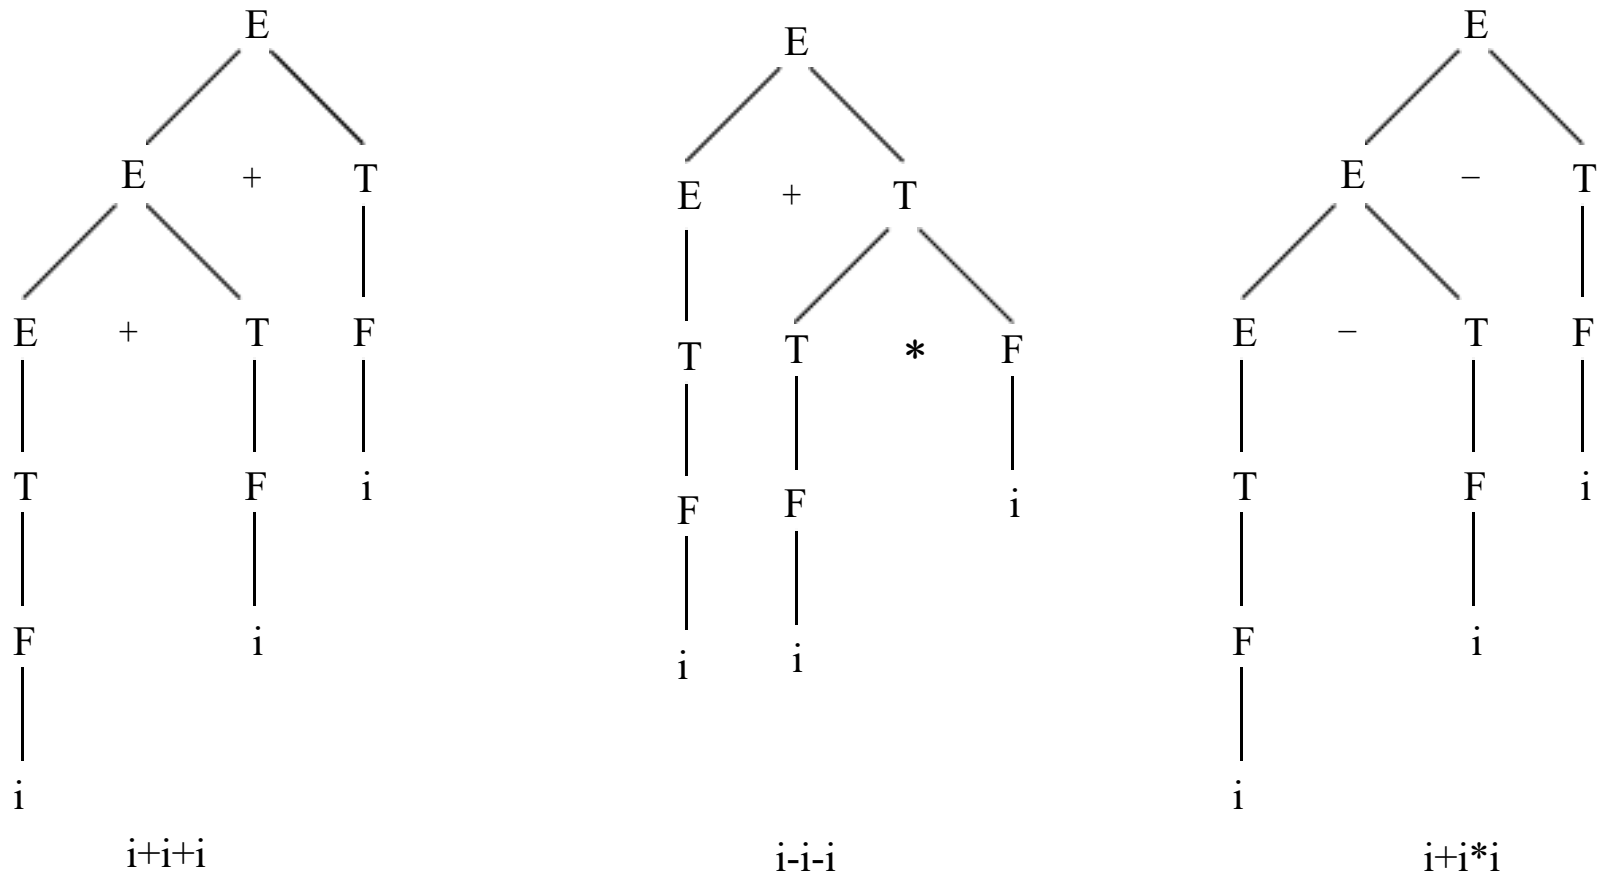 E
E
E
E + T
E + T
E − T
E + T F
T T * F
E − T F
T F i
F F i
T F i
F i
i i
F i
i
i
i+i+i
i-i-i
i+i*i